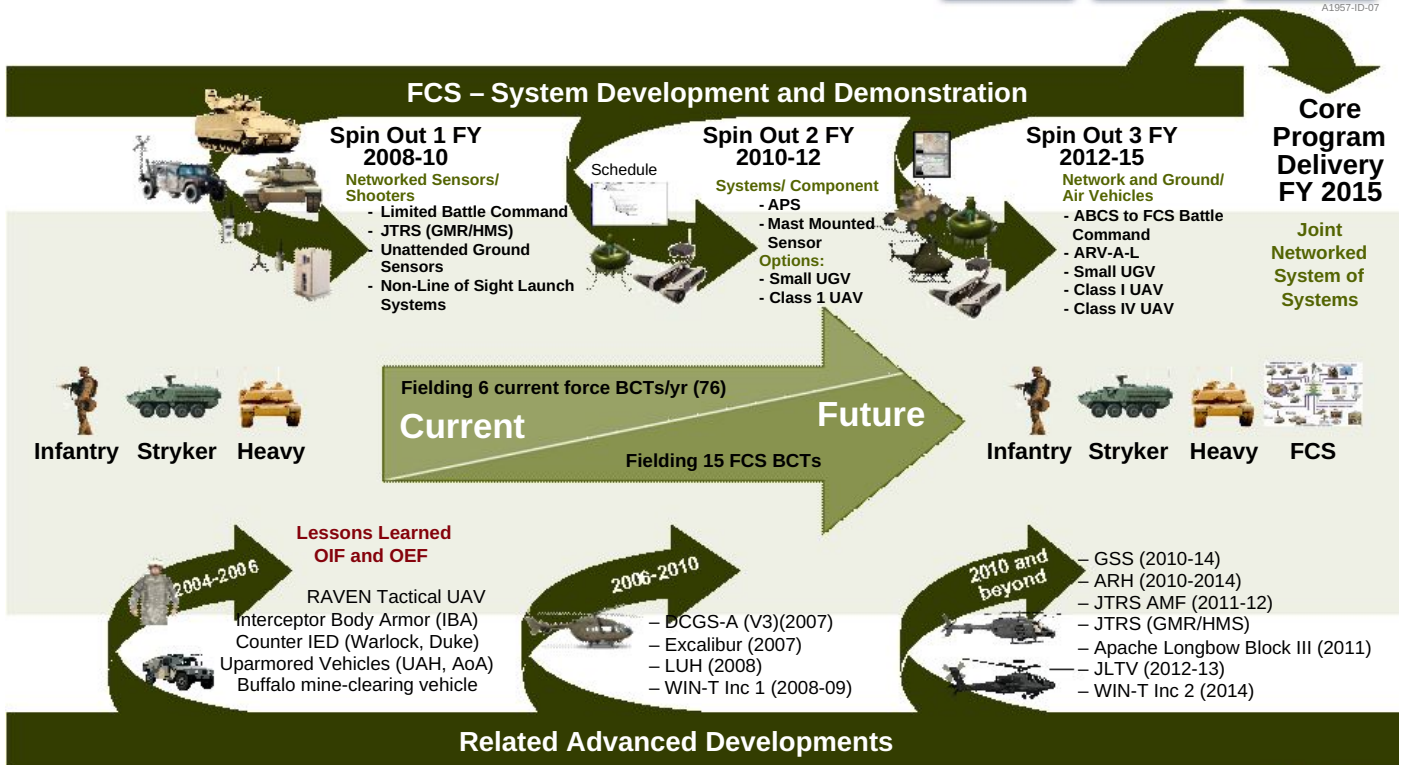 A1957-ID-07
FCS – System Development and Demonstration
Core
Program
Delivery
FY 2015
Joint
Networked
System of
Systems
Spin Out 1 FY
2008-10
Networked Sensors/
Shooters
- Limited Battle Command
- JTRS (GMR/HMS)
- Unattended Ground
Sensors
- Non-Line of Sight Launch
Systems
Schedule
Spin Out 2 FY
2010-12
Systems/ Component
- APS
- Mast Mounted
Sensor
Options:
- Small UGV
- Class 1 UAV
Spin Out 3 FY
2012-15
Network and Ground/
Air Vehicles
- ABCS to FCS Battle
Command
- ARV-A-L
- Small UGV
- Class I UAV
- Class IV UAV
Infantry Stryker Heavy
Fielding 6 current force BCTs/yr (76)
Current
Future
Fielding 15 FCS BCTs
Infantry Stryker Heavy FCS
2004-2006
Lessons Learned
OIF and OEF
RAVEN Tactical UAV
Interceptor Body Armor (IBA)
Counter IED (Warlock, Duke)
Uparmored Vehicles (UAH, AoA)
Buffalo mine-clearing vehicle
2006-2010
– DCGS-A (V3)(2007)
– Excalibur (2007)
– LUH (2008)
– WIN-T Inc 1 (2008-09)
2010 and
beyond
– GSS (2010-14)
– ARH (2010-2014)
– JTRS AMF (2011-12)
– JTRS (GMR/HMS)
– Apache Longbow Block III (2011)
– JLTV (2012-13)
– WIN-T Inc 2 (2014)
Related Advanced Developments